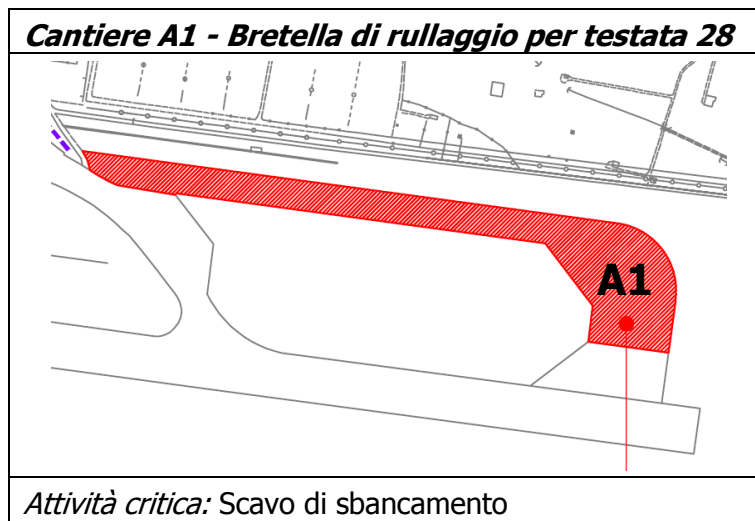 Cantiere A1 - Bretella di rullaggio per testata 28
A1
Attività critica: Scavo di sbancamento